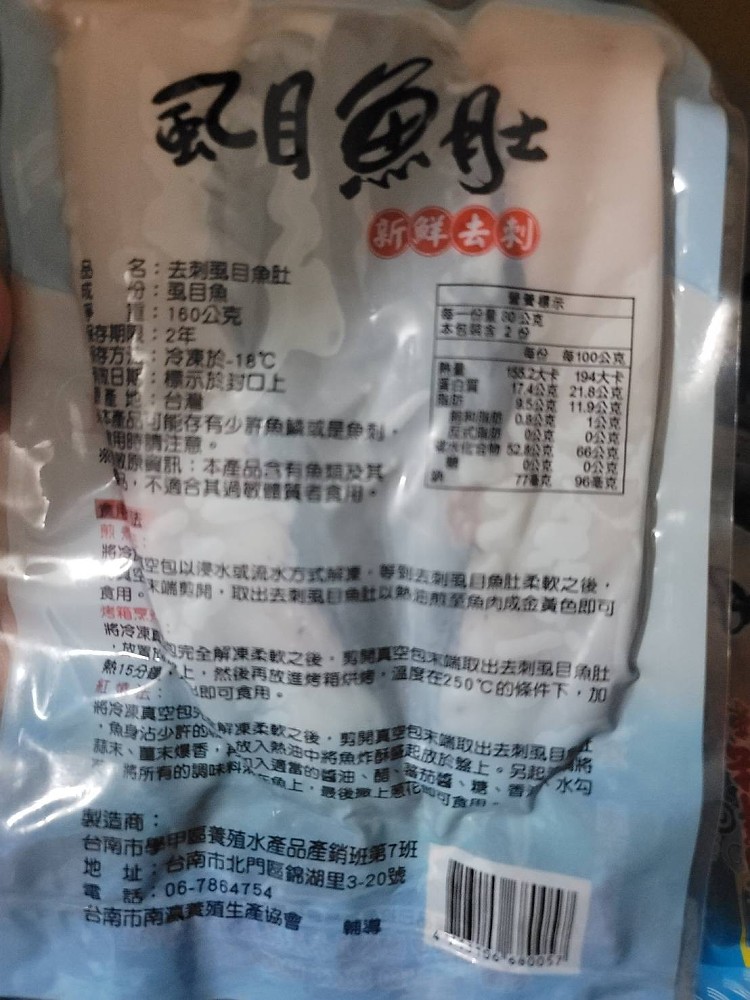 虱目魚肚
新鮮去刺
品　名：去刺虱目魚肚
成　份：虱目魚
　　：160公克
保存期限：2年
保存方法：冷凍於-18℃
日期：標示於封口上
產地：台灣
本產品可能存有少許魚鱗或是魚刺，
食用時請注意。
過敏原資訊：本產品含有魚類及其
品，不適合其過敏體質者食用。
營養標示
每一份量 80公克
本包裝含 2份
每份 每100公克
熱量 155.2大卡 194大卡
蛋白質 17.4公克 21.8公克
脂肪 9.5公克 11.9公克
飽和脂肪 0.8公克 1公克
反式脂肪 0公克 0公克
碳水化合物 52.8公克 66公克
糖 0公克 0公克
鈉 77毫克 96毫克
將冷
真空包以浸水或流水方式解凍，等到去刺虱目魚肚柔軟之後，
末端剪開，取出去刺虱目魚肚以熱油煎至魚肉成金黃色即可
食用。
烤箱烹
將冷凍真
完全解凍柔軟之後，剪開真空包末端取出去刺虱目魚肚
，放置
上，然後再放進烤箱烘烤，溫度在250℃的條件下，加
熱15分鐘
即可食用。
紅燒法：
將冷凍真空包
解凍柔軟之後，剪開真空包末端取出去刺虱目
，魚身沾少許的
放入熱油中將魚炸酥
起放於盤上。另起
將
蒜末、薑末爆香，
入適當的醬油、醋、蕃茄醬、糖、香
、水勾
將所有的調味料
在魚上，最後撒上蔥花即可食用。
製造商：
台南市學甲區養殖水產品產銷班第7班
地　址：台南市北門區錦湖里3-20號
電　話：06-7864754
台南市南瀛養殖生產協會　輔導